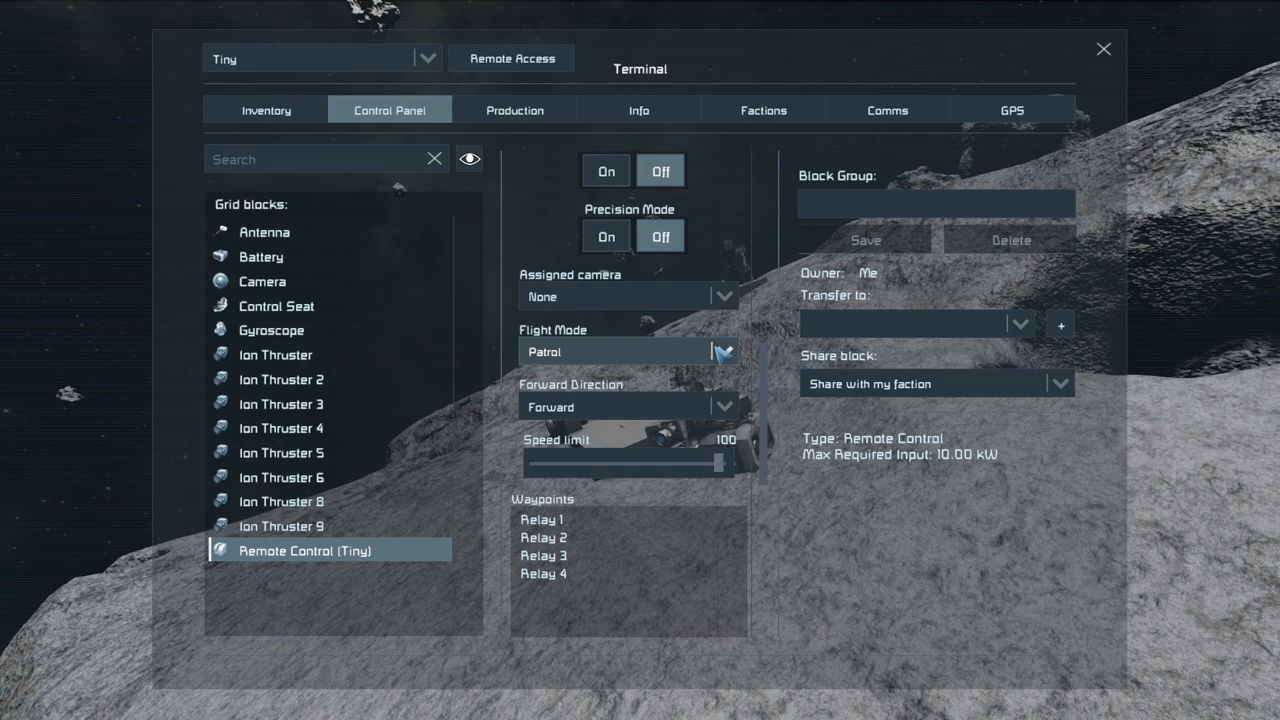 Tiny
Remote Access
Terminal
Inventory
Control Panel
Production
Info
Factions
Comms
GPS
Search
Grid blocks:
Antenna
Battery
Camera
Control Seat
Gyroscope
Ion Thruster
Ion Thruster 2
Ion Thruster 3
Ion Thruster 4
Ion Thruster 5
Ion Thruster 6
Ion Thruster 8
Ion Thruster 9
Remote Control (Tiny)
On
Off
Precision Mode
On
Off
Assigned camera
None
Flight Mode
Patrol
Forward Direction
Forward
Speed limit 100
Waypoints
Relay 1
Relay 2
Relay 3
Relay 4
Block Group:
Save
Delete
Owner: Me
Transfer to:
+
Share block:
Share with my faction
Type: Remote Control
Max Required Input: 10.00 kW